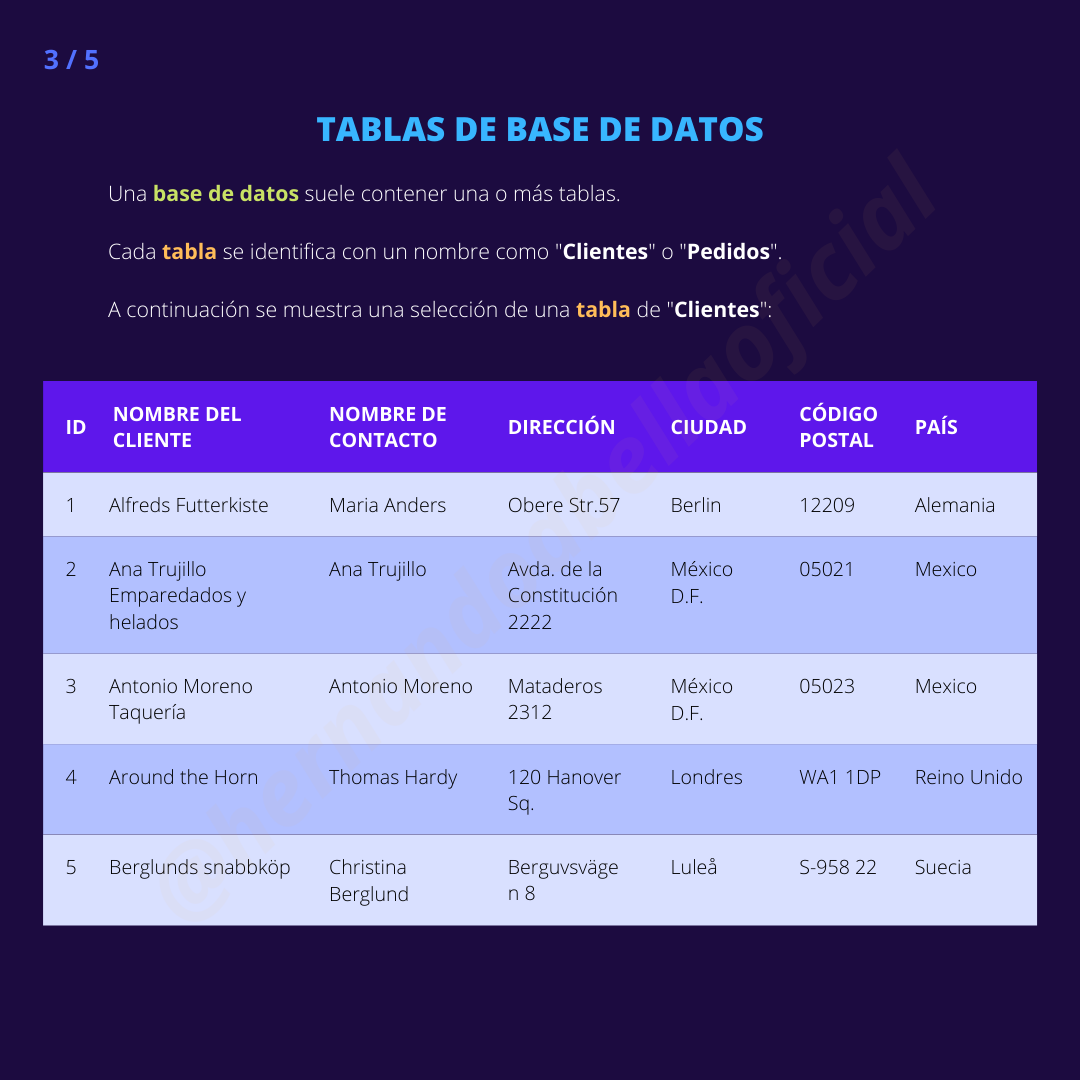 3 / 5
TABLAS DE BASE DE DATOS
Una base de datos suele contener una o más tablas.
Cada tabla se identifica con un nombre como "Clientes" o "Pedidos".
A continuación se muestra una selección de una tabla de "Clientes":
ID NOMBRE DEL CLIENTE NOMBRE DE CONTACTO DIRECCIÓN CIUDAD CÓDIGO POSTAL PAÍS
1 Alfreds Futterkiste Maria Anders Obere Str.57 Berlin 12209 Alemania
2 Ana Trujillo Emparedados y helados Ana Trujillo Avda. de la Constitución 2222 México D.F. 05021 Mexico
3 Antonio Moreno Taquería Antonio Moreno Mataderos 2312 México D.F. 05023 Mexico
4 Around the Horn Thomas Hardy 120 Hanover Sq. Londres WA1 1DP Reino Unido
5 Berglunds snabbköp Christina Berglund Berguvsvägen 8 Luleå S-958 22 Suecia